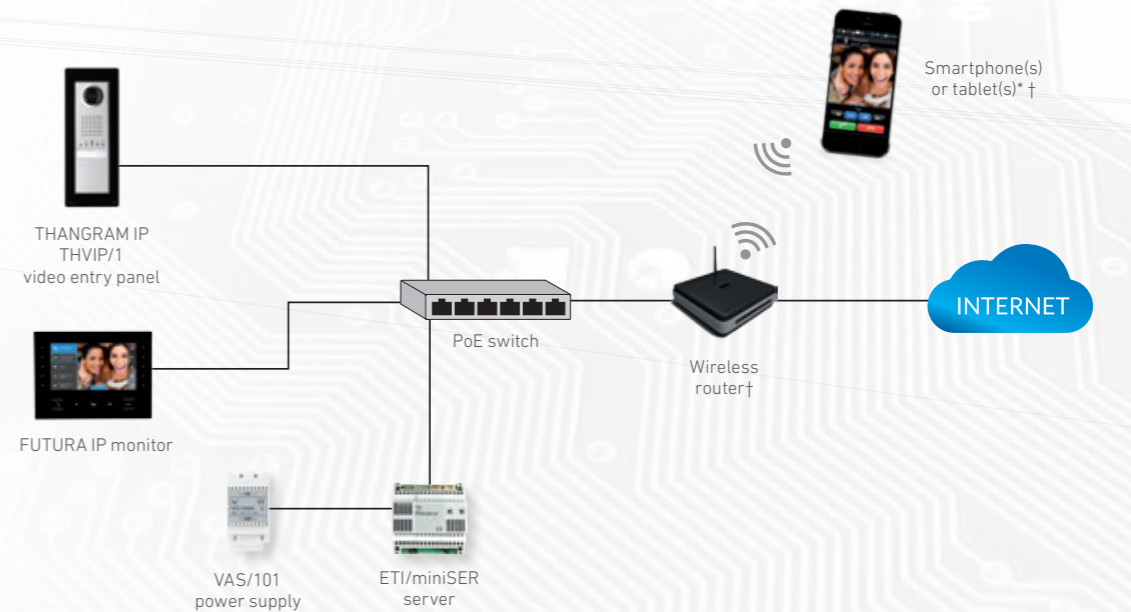 Smartphone(s)
or tablet(s)* †
THANGRAM IP
THVIP/1
video entry panel
PoE switch
INTERNET
Wireless
router†
FUTURA IP monitor
VAS/101
power supply
ETI/miniSER
server